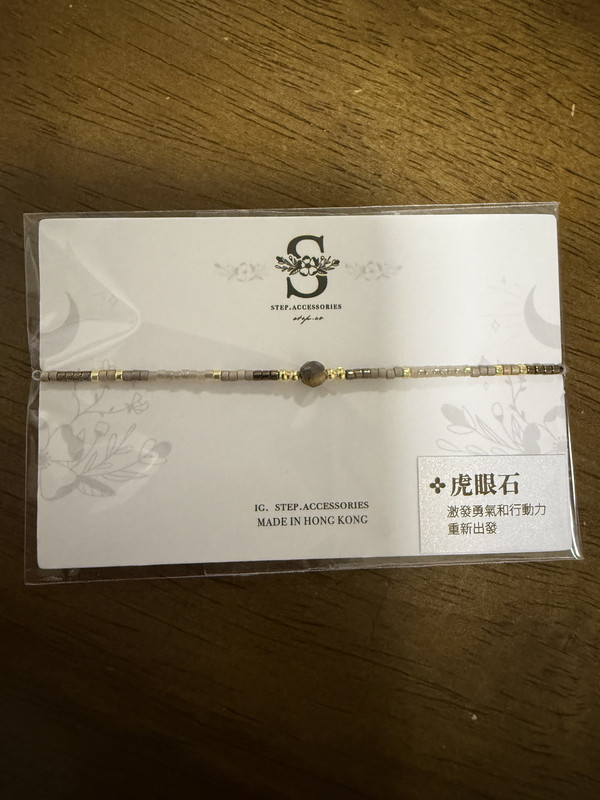 S
STEP.ACCESSORIES
IG. STEP.ACCESSORIES
MADE IN HONG KONG
虎眼石
激發勇氣和行動力
重新出發